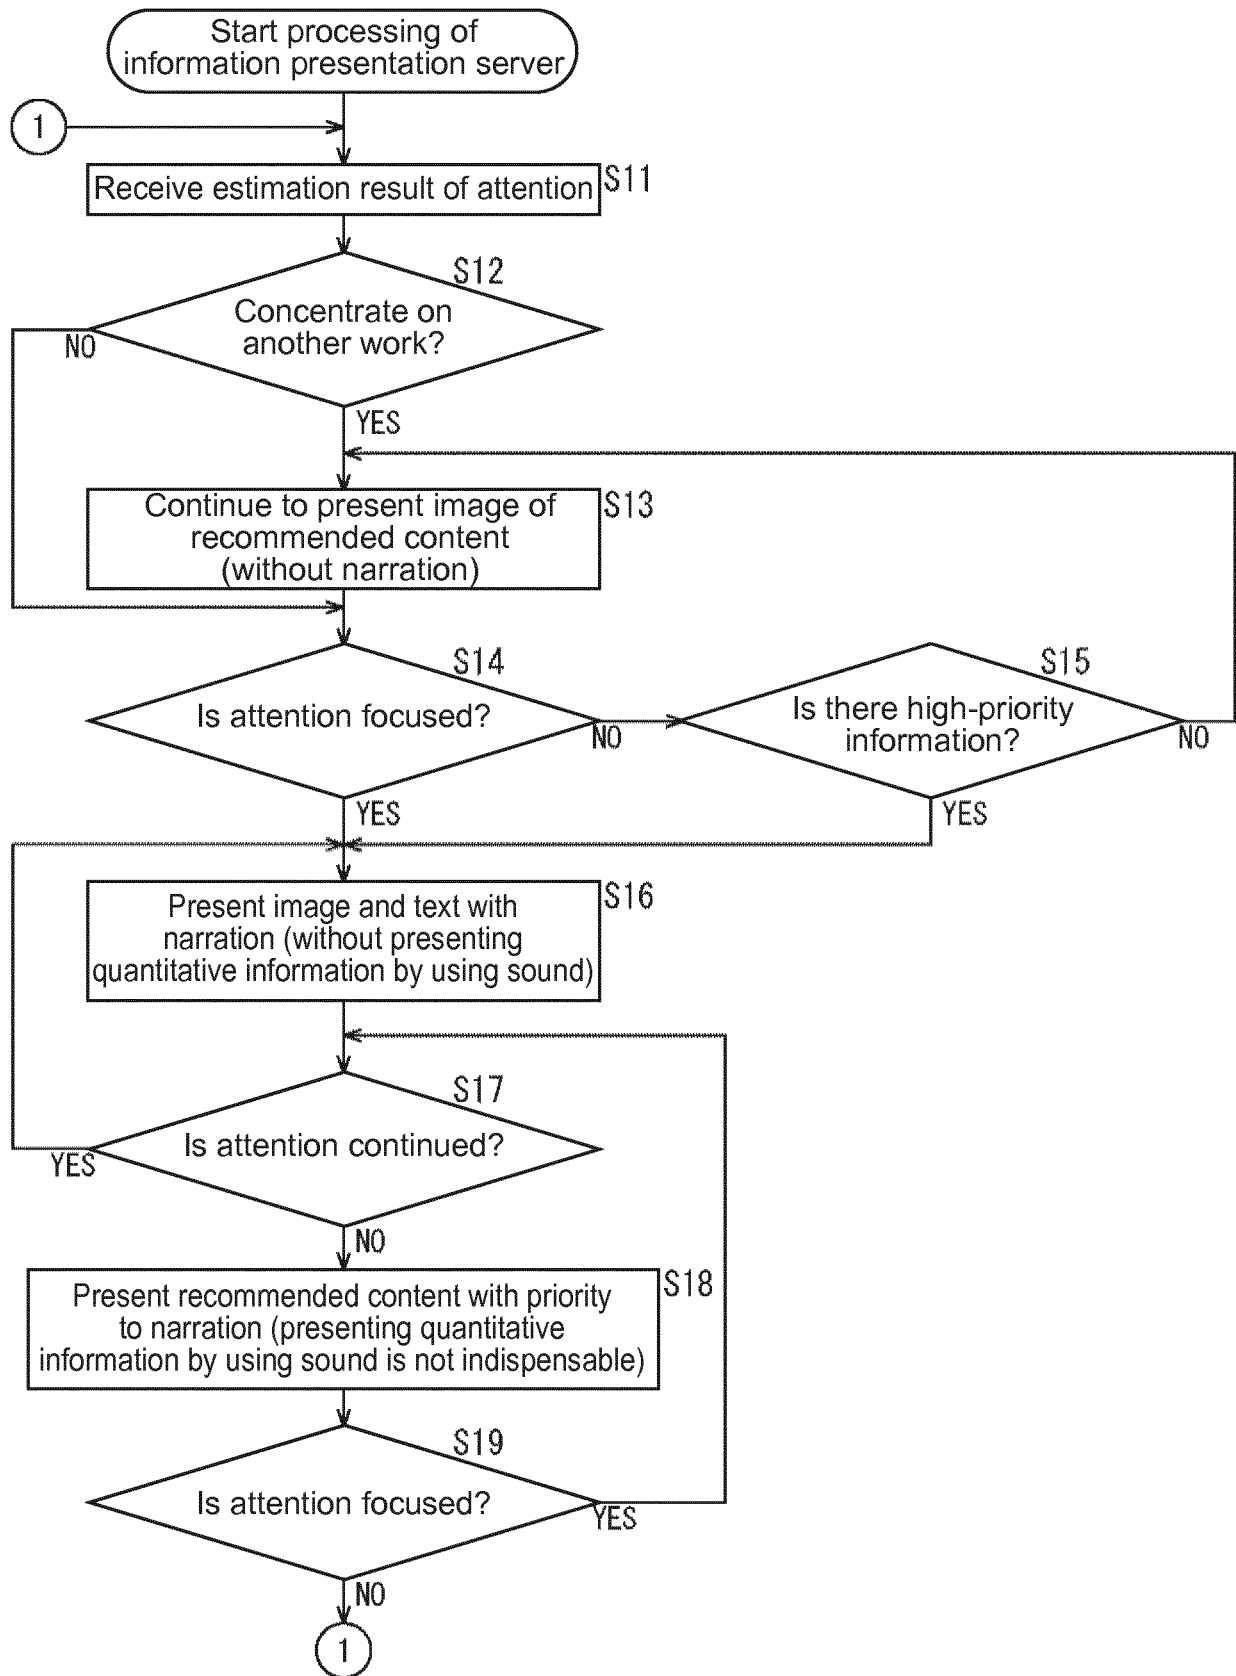 Start processing of
information presentation server
1
Receive estimation result of attention
S11
S12
Concentrate on
another work?
NO
YES
Continue to present image of
recommended content
(without narration)
S13
S14
Is attention focused?
NO
YES
S15
Is there high-priority
information?
NO
YES
Present image and text with
narration (without presenting
quantitative information by using sound)
S16
S17
Is attention continued?
YES
NO
Present recommended content with priority
to narration (presenting quantitative
information by using sound is not indispensable)
S18
S19
Is attention focused?
YES
NO
1